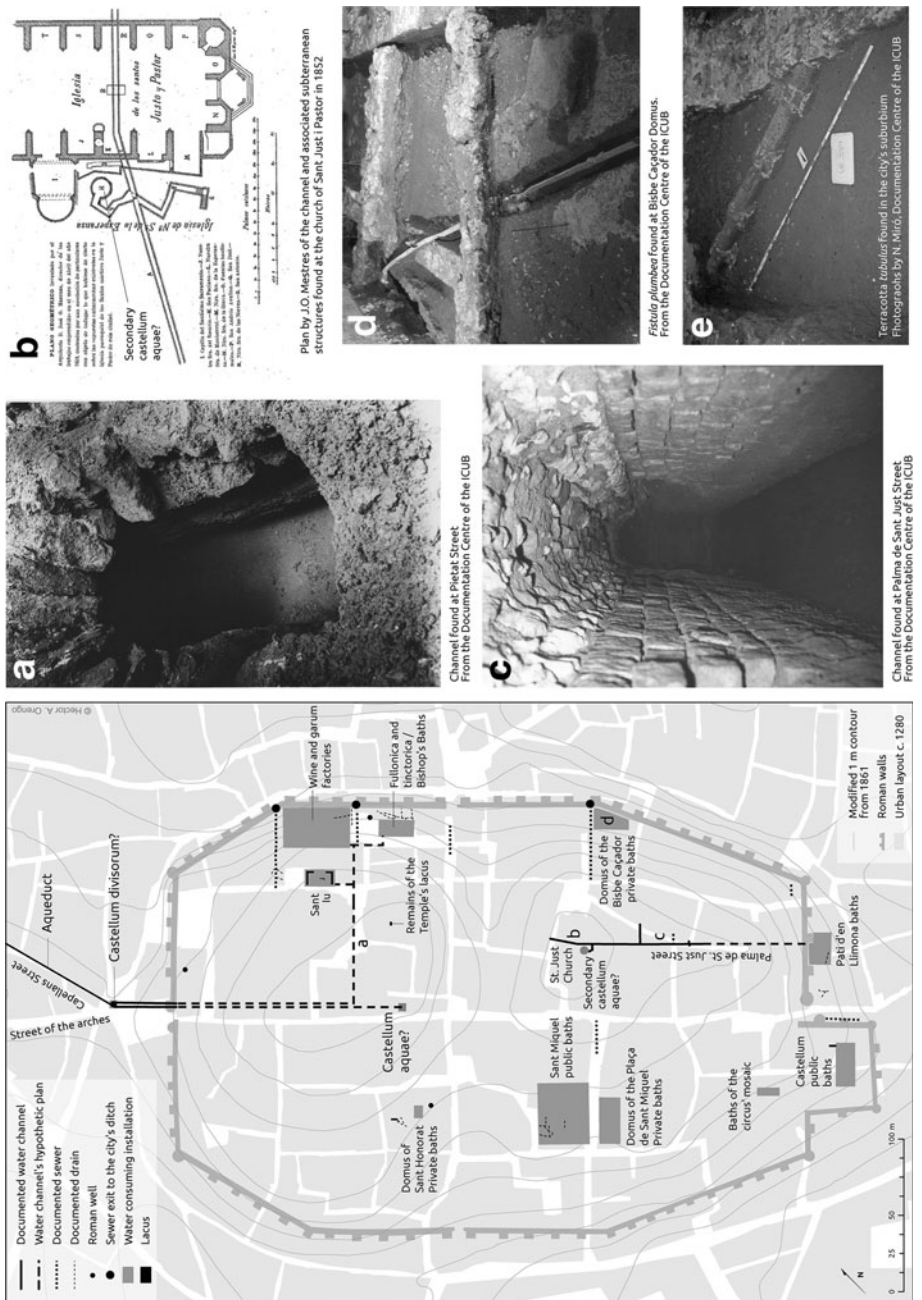 © Hector A. Orengo
Documented water channel
Water channel's hypothetic plan
Documented sewer
Documented drain
Roman well
Sewer exit to the city's ditch
Water consuming installation
Lacus
Capellans Street
Aqueduct
Street of the arches
Castellum divisorum?
Wine and garum
factories
Sant
Iu
Fullonica and
tinctorica /
Bishop's Baths
a
Remains of the
Temple's lacus
Castellum
aquae?
Domus of
Sant Honorat
Private baths
St. Just
Church
b
Secondary
castellum
aquae?
Sant Miquel
public baths
Domus of the Plaça
de Sant Miquel
Private baths
d
Domus of the
Bisbe Caçador
private baths
c
Palma de St. Just Street
Baths of the
circus' mosaic
Castellum
public
baths
Pati d'en
Llimona baths
Modified 1 m contour
from 1861
Roman walls
Urban layout c. 1280
N
0 25 50 100 m
a
Channel found at Pietat Street
From the Documentation Centre of the ICUB
b
PLANO GEOMÉTRICO
Secondary
castellum
aquae?
Iglesia de Nª Sª de la Esperanza
Iglesia
de los santos
Justo y Pastor
Plan by J.O. Mestres of the channel and associated subterranean
structures found at the church of Sant Just i Pastor in 1852
c
Channel found at Palma de Sant Just Street
From the Documentation Centre of the ICUB
d
Fistula plumbea found at Bisbe Caçador Domus.
From the Documentation Centre of the ICUB
e
Terracotta tubulus found in the city's suburbium
Fhotograohs by N. Miró, Documentation Centre of the ICUB